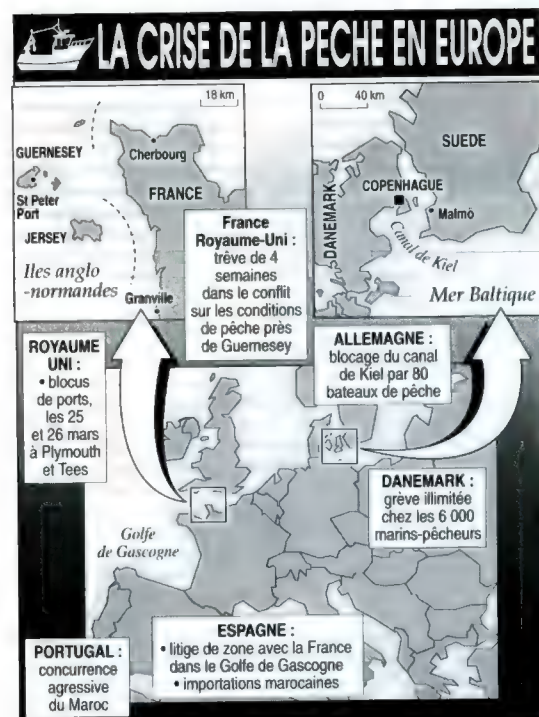 LA CRISE DE LA PECHE EN EUROPE
18 km
GUERNESEY
Cherbourg
St Peter
Port
FRANCE
JERSEY
Iles anglo
-normandes
Granville
0 40 km
SUEDE
COPENHAGUE
DANEMARK
Malmö
Canal de Kiel
Mer Baltique
France
Royaume-Uni :
trêve de 4
semaines
dans le conflit
sur les conditions
de pêche près
de Guernesey
ROYAUME
UNI :
• blocus
de ports,
les 25
et 26 mars
à Plymouth
et Tees
ALLEMAGNE :
blocage du canal
de Kiel par 80
bateaux de pêche
DANEMARK :
grève illimitée
chez les 6 000
marins-pêcheurs
Golfe
de Gascogne
ESPAGNE :
• litige de zone avec la France
dans le Golfe de Gascogne
• importations marocaines
PORTUGAL :
concurrence
agressive
du Maroc